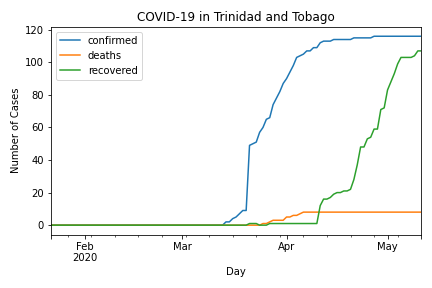 COVID-19 in Trinidad and Tobago
confirmed
deaths
recovered
Number of Cases
120
100
80
60
40
20
0
Feb
2020
Mar
Apr
May
Day